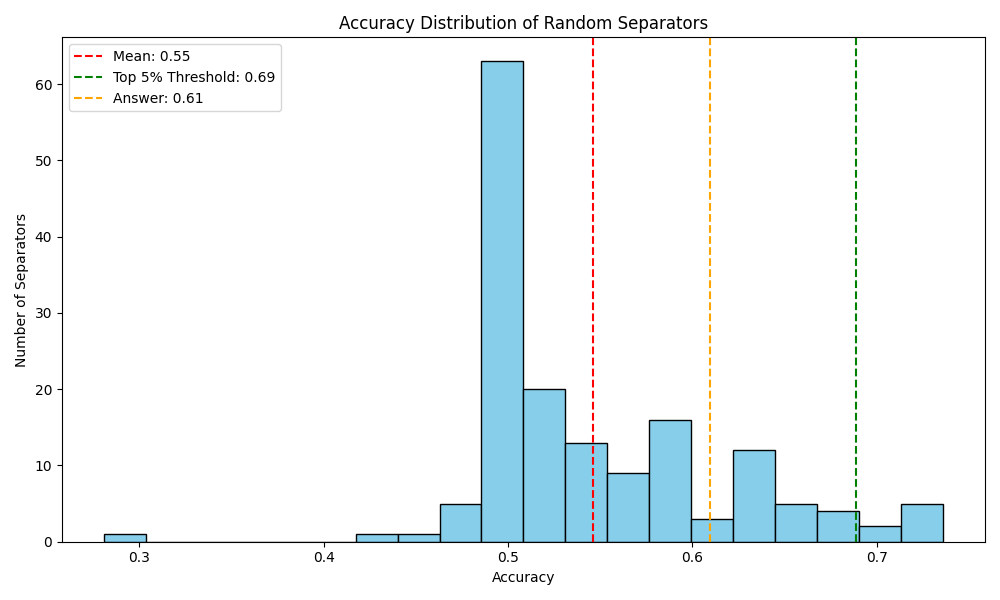 Accuracy Distribution of Random Separators
Mean: 0.55
Top 5% Threshold: 0.69
Answer: 0.61
Number of Separators
60
50
40
30
20
10
0
0.3 0.4 0.5 0.6 0.7
Accuracy